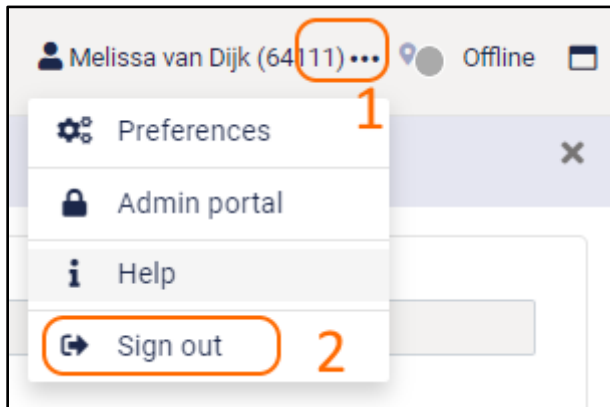 Melissa van Dijk (64111) ••• Offline
1
Preferences
Admin portal
Help
Sign out
2